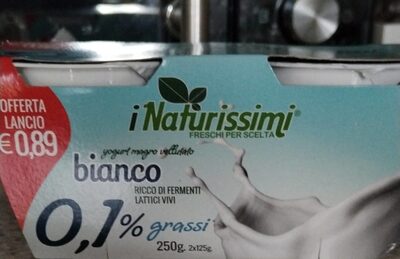 OFFERTA
LANCIO
€ 0,89
i Naturissimi®
FRESCHI PER SCELTA
yogurt magro vellutato
bianco
RICCO DI FERMENTI
LATTICI VIVI
0,1% grassi
250g. 2x125g.